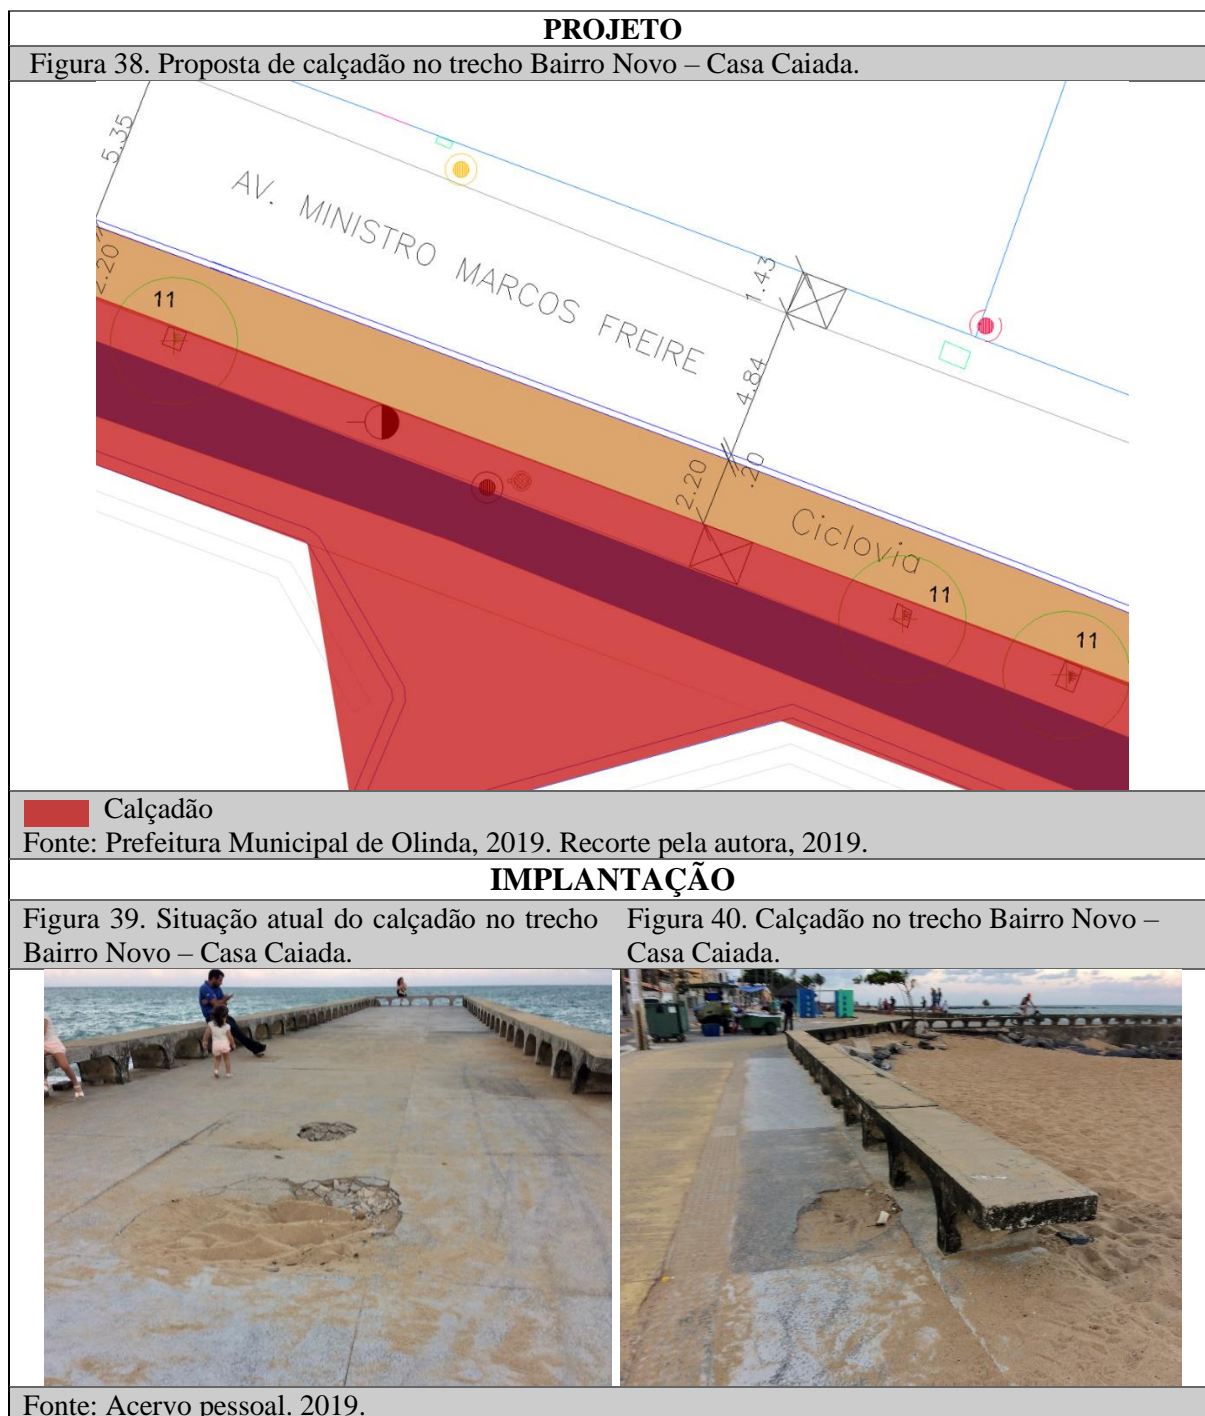 PROJETO
Figura 38. Proposta de calçadão no trecho Bairro Novo – Casa Caiada.
5.35
AV. MINISTRO MARCOS FREIRE
1.43
2.20
11
4.84
2.20
.20
Ciclovia
11
11
Calçadão
Fonte: Prefeitura Municipal de Olinda, 2019. Recorte pela autora, 2019.
IMPLANTAÇÃO
Figura 39. Situação atual do calçadão no trecho
Bairro Novo – Casa Caiada.
Figura 40. Calçadão no trecho Bairro Novo –
Casa Caiada.
Fonte: Acervo pessoal. 2019.